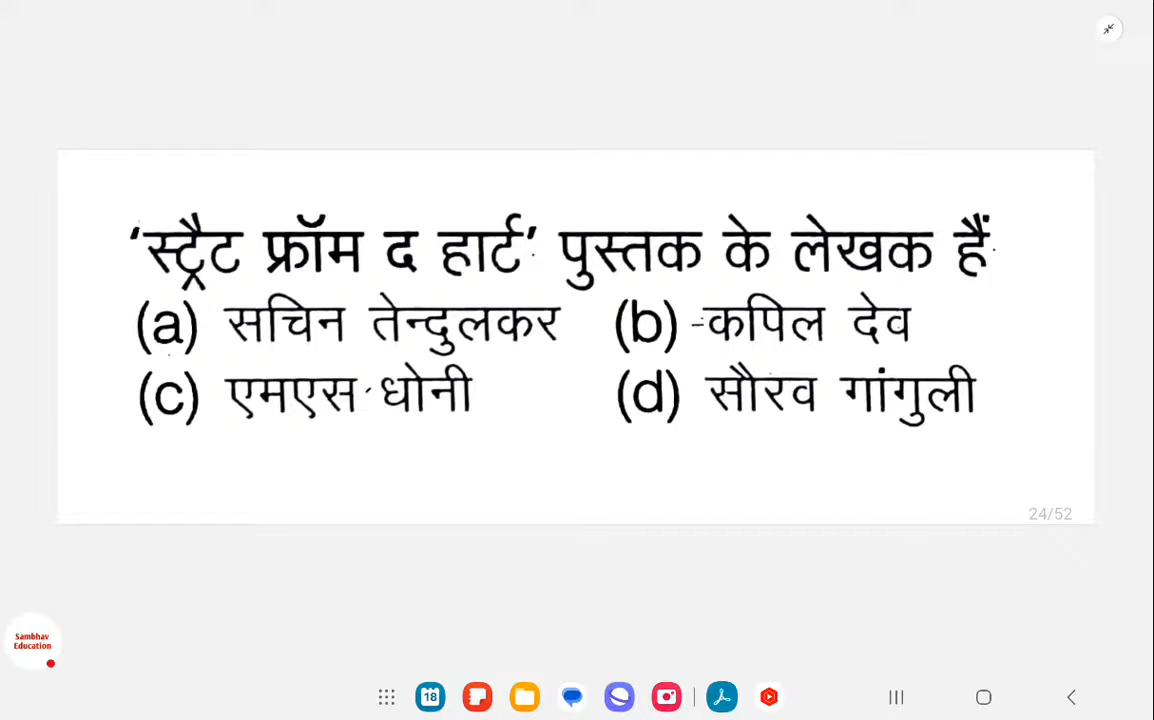 ‘स्ट्रैट फ्रॉम द हार्ट’ पुस्तक के लेखक हैं
(a) सचिन तेन्दुलकर (b) कपिल देव
(c) एमएस धोनी (d) सौरव गांगुली
24/52
Sambhav
Education
18